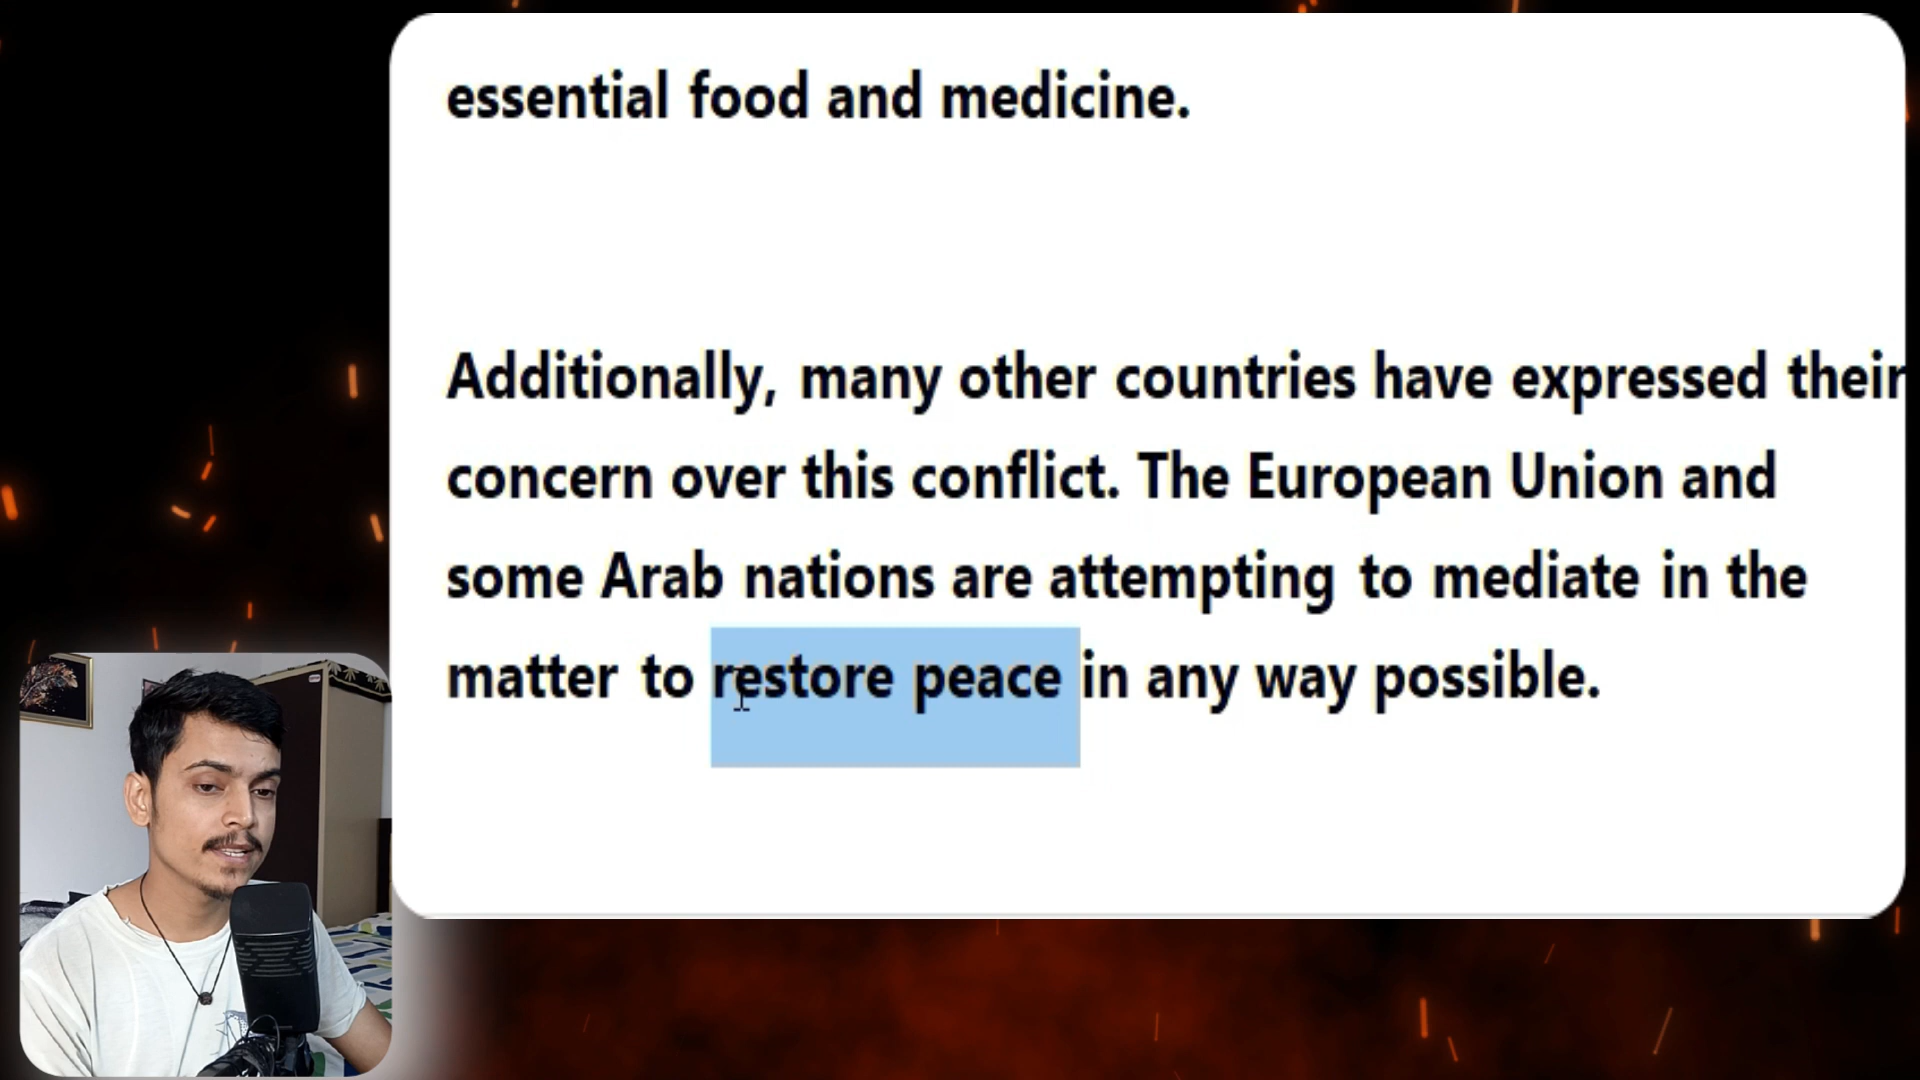 essential food and medicine.
Additionally, many other countries have expressed their
concern over this conflict. The European Union and
some Arab nations are attempting to mediate in the
matter to restore peace in any way possible.